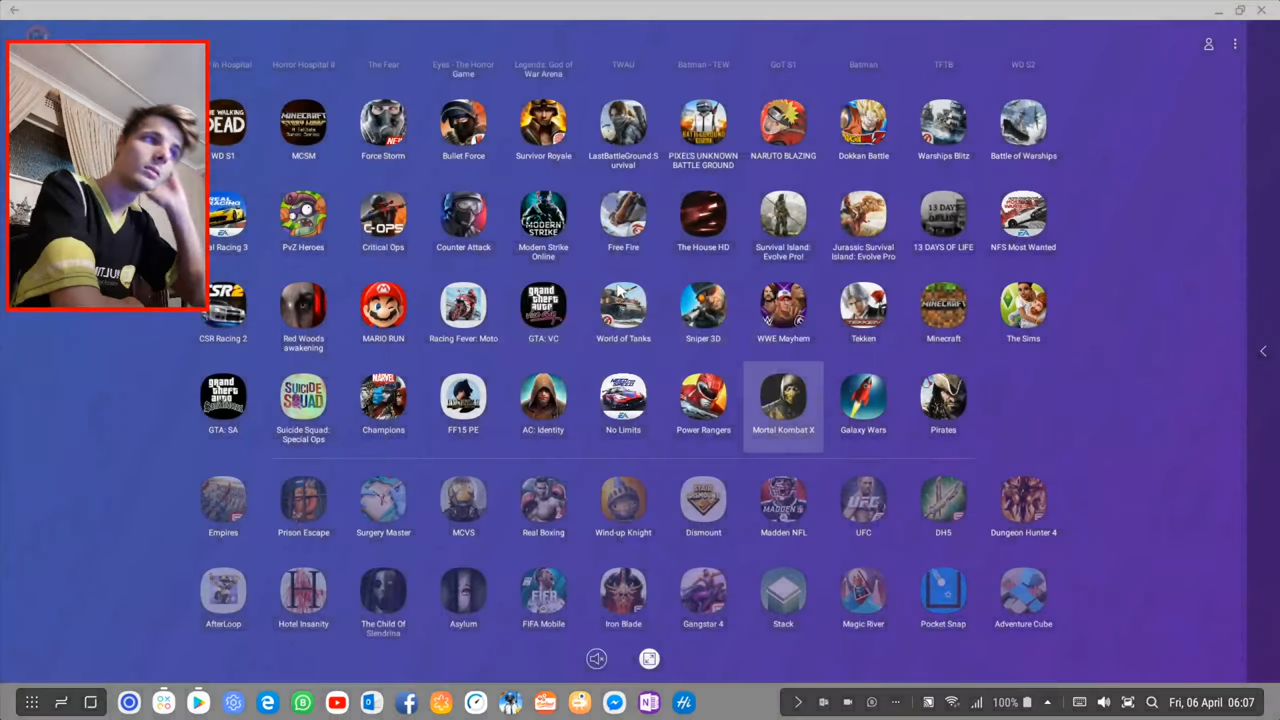 in Hospital
Horror Hospital II
The Fear
Eyes - The Horror
Game
Legends: God of
War Arena
TWAU
Batman - TEW
GoT S1
Batman
TFTB
WD S2
WD S1
MCSM
Force Storm
Bullet Force
Survivor Royale
LastBattleGround:S
urvival
PIXEL'S UNKNOWN
BATTLE GROUND
NARUTO BLAZING
Dokkan Battle
Warships Blitz
Battle of Warships
al Racing 3
PvZ Heroes
Critical Ops
Counter Attack
Modern Strike
Online
Free Fire
The House HD
Survival Island:
Evolve Pro!
Jurassic Survival
Island: Evolve Pro
13 DAYS OF LIFE
NFS Most Wanted
CSR Racing 2
Red Woods
awakening
MARIO RUN
Racing Fever: Moto
GTA: VC
World of Tanks
Sniper 3D
WWE Mayhem
Tekken
Minecraft
The Sims
GTA: SA
Suicide Squad:
Special Ops
Champions
FF15 PE
AC: Identity
No Limits
Power Rangers
Mortal Kombat X
Galaxy Wars
Pirates
Empires
Prison Escape
Surgery Master
MCVS
Real Boxing
Wind-up Knight
Dismount
Madden NFL
UFC
DH5
Dungeon Hunter 4
AfterLoop
Hotel Insanity
The Child Of
Slendrina
Asylum
FIFA Mobile
Iron Blade
Gangstar 4
Stack
Magic River
Pocket Snap
Adventure Cube
100%
Fri, 06 April
06:07